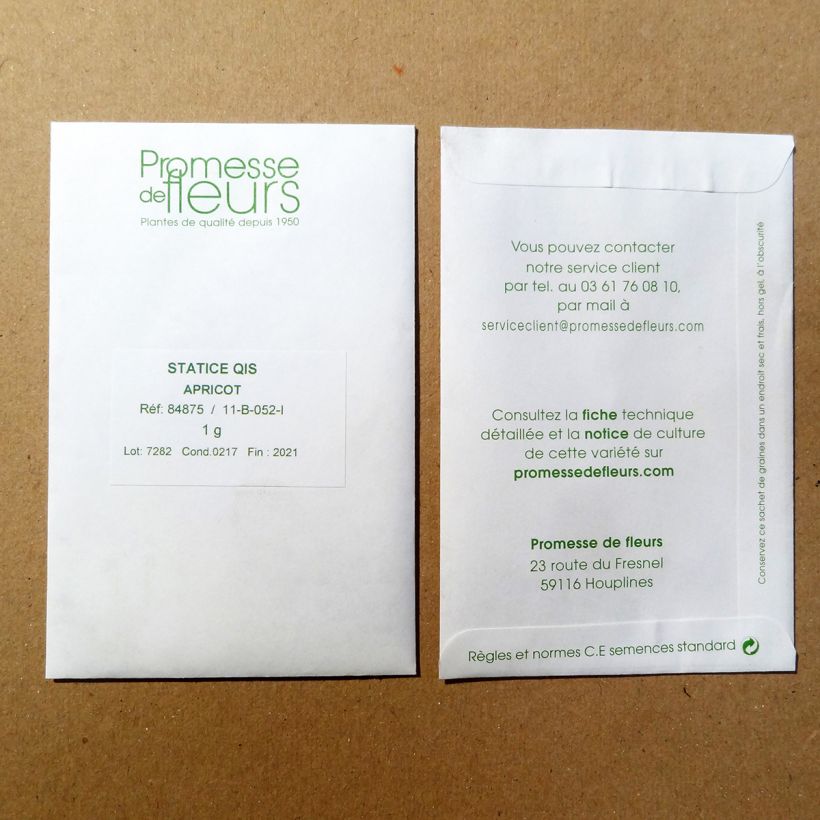 Promesse
de fleurs
Plantes de qualité depuis 1950
STATICE QIS
APRICOT
Réf: 84875 / 11-B-052-I
1 g
Lot: 7282 Cond.0217 Fin : 2021
Vous pouvez contacter
notre service client
par tel. au 03 61 76 08 10,
par mail à
serviceclient@promessedefleurs.com
Consultez la fiche technique
détaillée et la notice de culture
de cette variété sur
promessedefleurs.com
Promesse de fleurs
23 route du Fresnel
59116 Houplines
Règles et normes C.E semences standard
Conservez ce sachet de graines dans un endroit sec et frais, hors gel, à l'obscurité